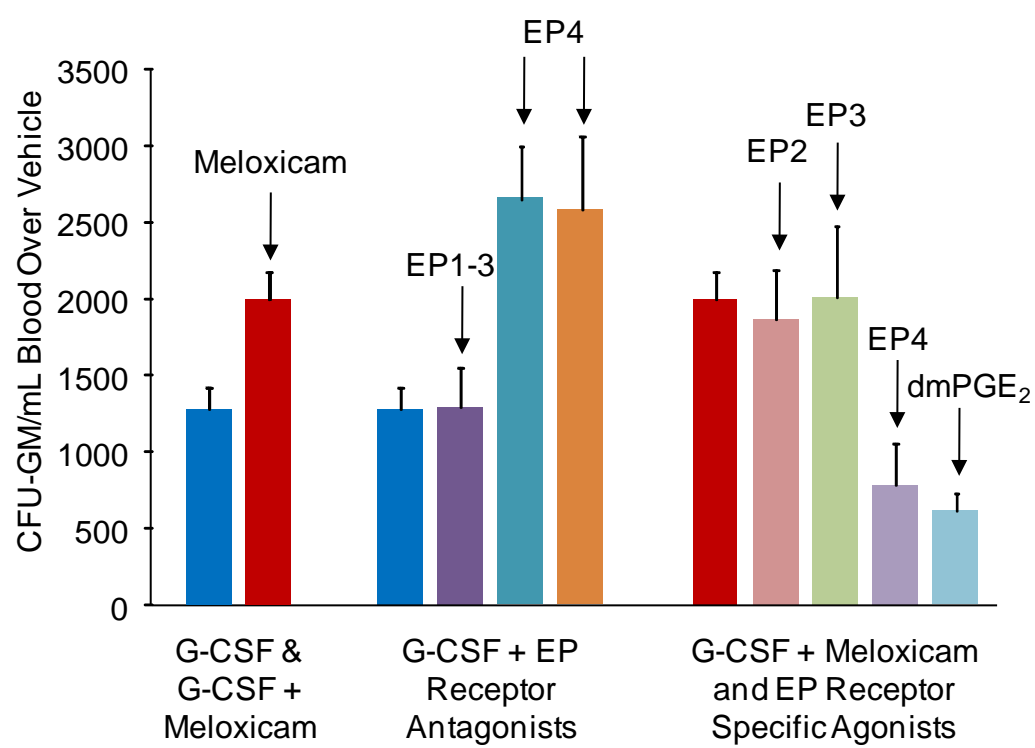 CFU-GM/mL Blood Over Vehicle
3500
3000
2500
2000
1500
1000
500
0
Meloxicam
EP1-3
EP4
EP2
EP3
EP4
dmPGE₂
G-CSF &
G-CSF +
Meloxicam
G-CSF + EP
Receptor
Antagonists
G-CSF + Meloxicam
and EP Receptor
Specific Agonists